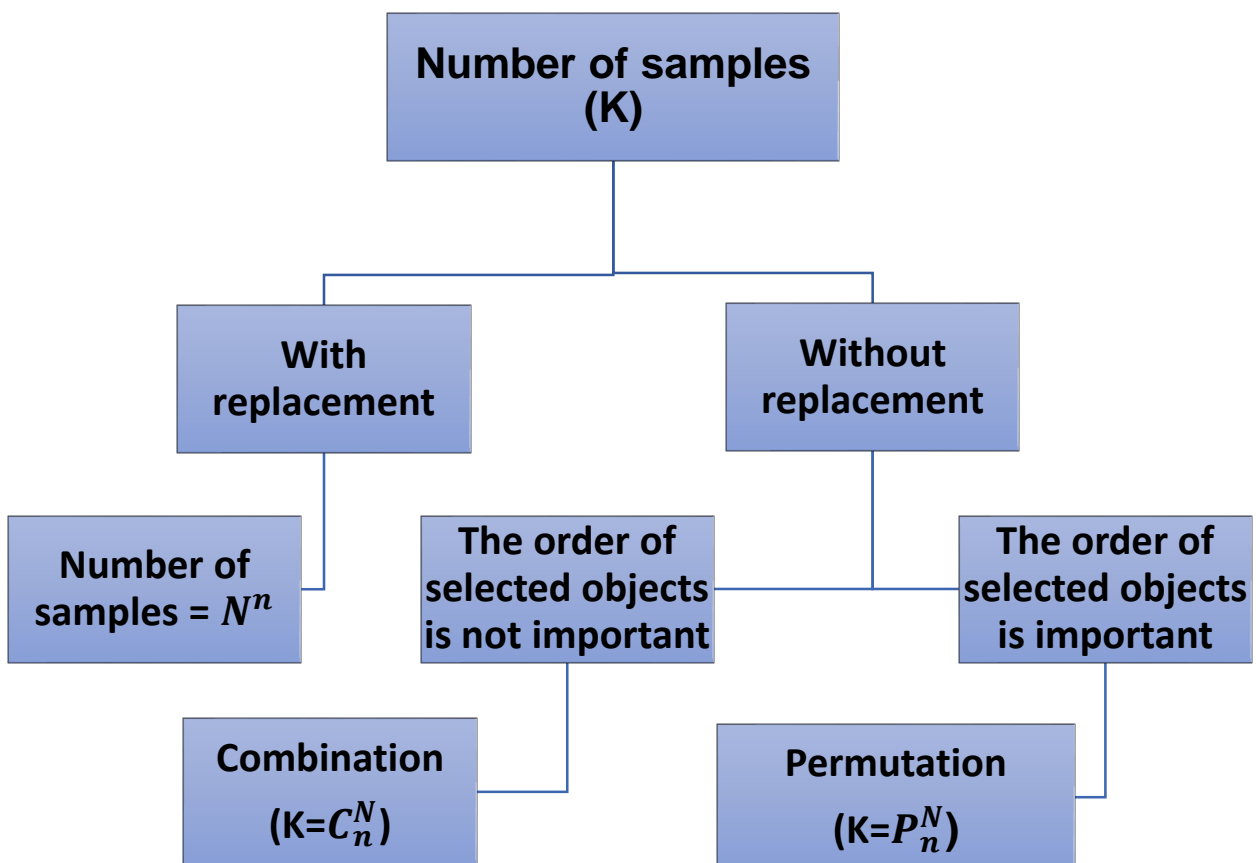 Number of samples
(K)
With
replacement
Without
replacement
Number of
samples = Nⁿ
The order of
selected objects
is not important
The order of
selected objects
is important
Combination
(K=C_n^N)
Permutation
(K=P_n^N)